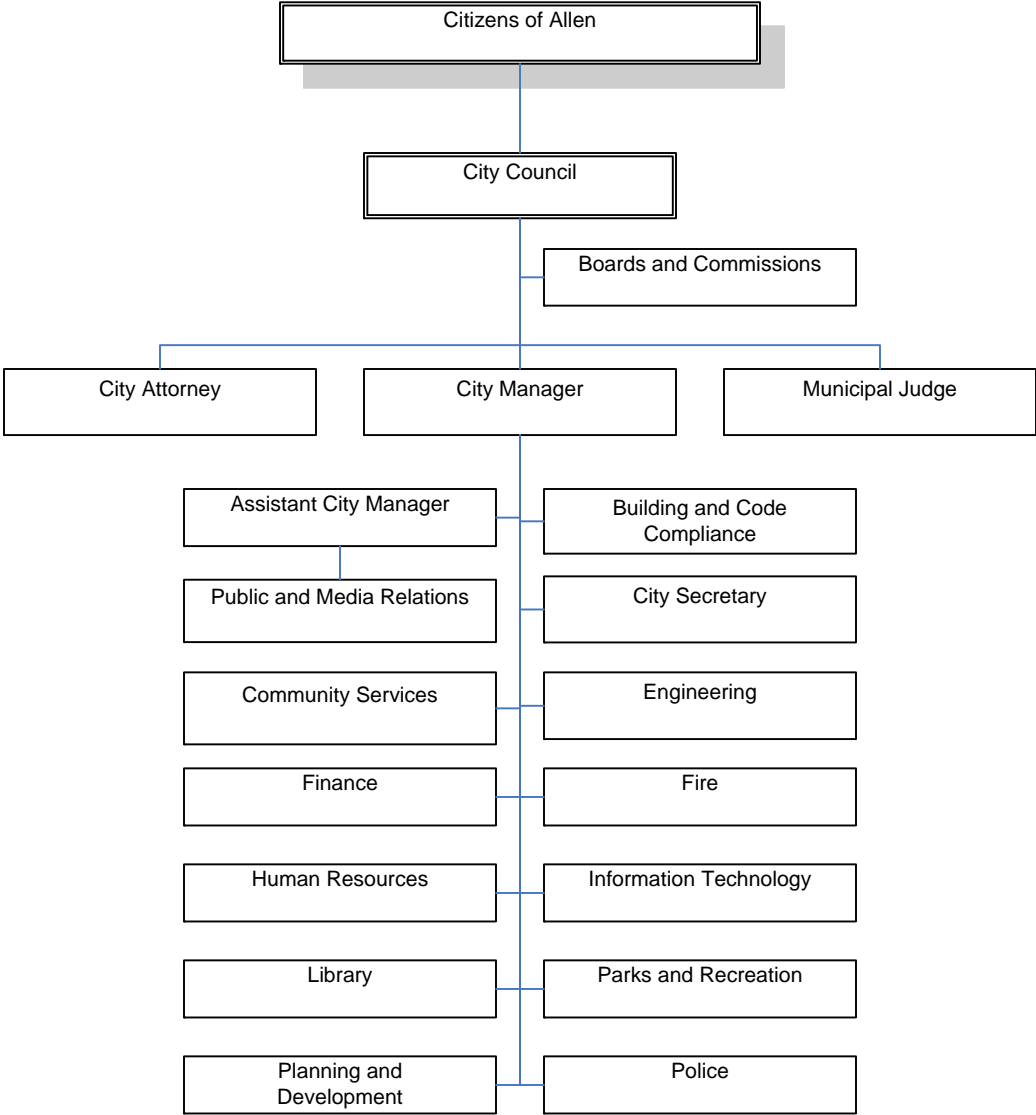 Citizens of Allen
City Council
Boards and Commissions
City Attorney
City Manager
Municipal Judge
Assistant City Manager
Building and Code
Compliance
Public and Media Relations
City Secretary
Community Services
Engineering
Finance
Fire
Human Resources
Information Technology
Library
Parks and Recreation
Planning and
Development
Police